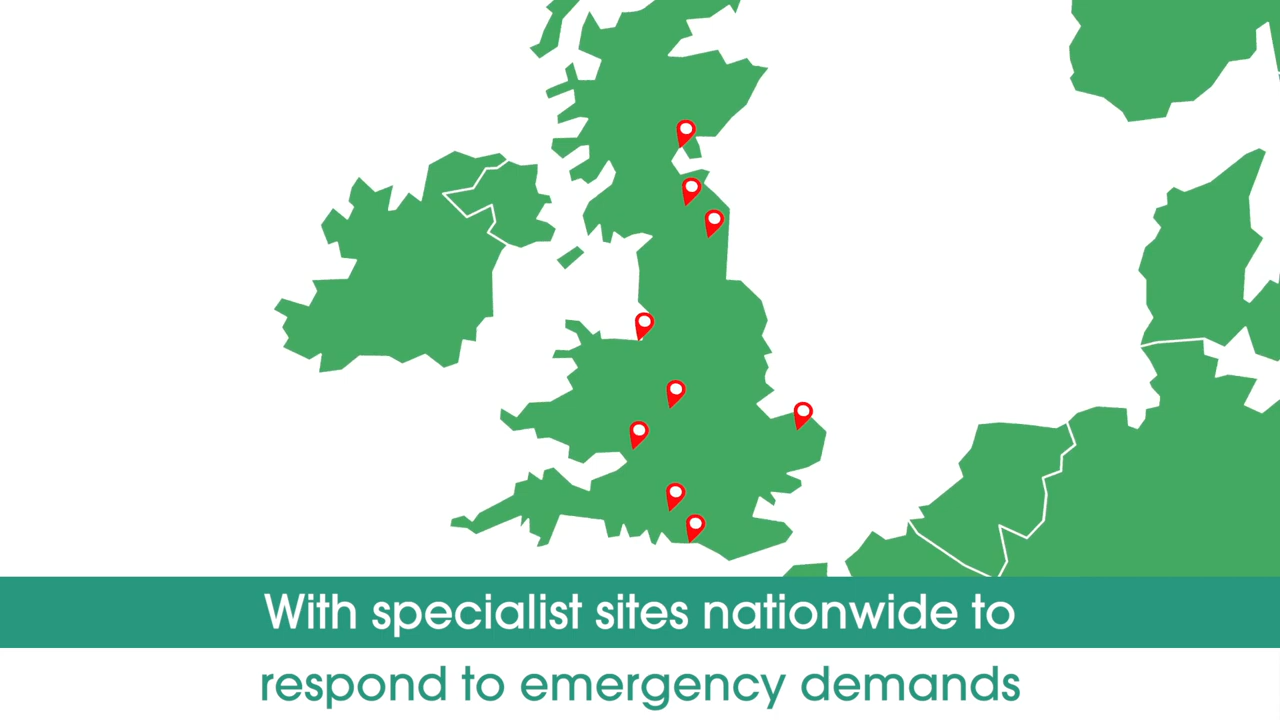 With specialist sites nationwide to
respond to emergency demands